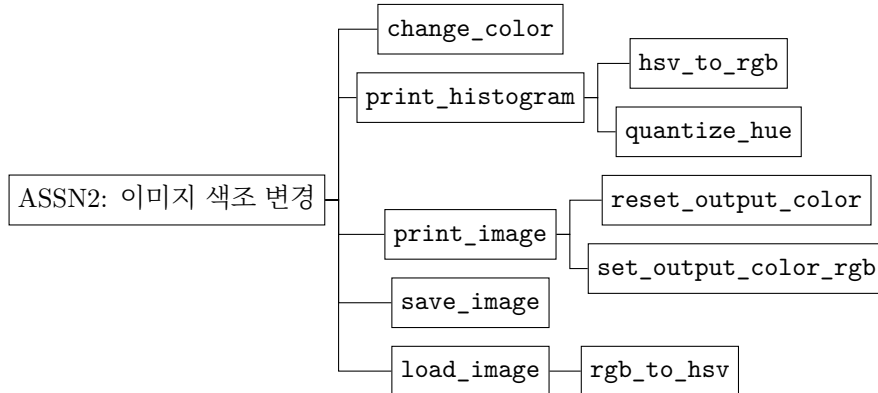 change_color
hsv_to_rgb
print_histogram
quantize_hue
ASSN2: 이미지 색조 변경
reset_output_color
print_image
set_output_color_rgb
save_image
load_image
rgb_to_hsv